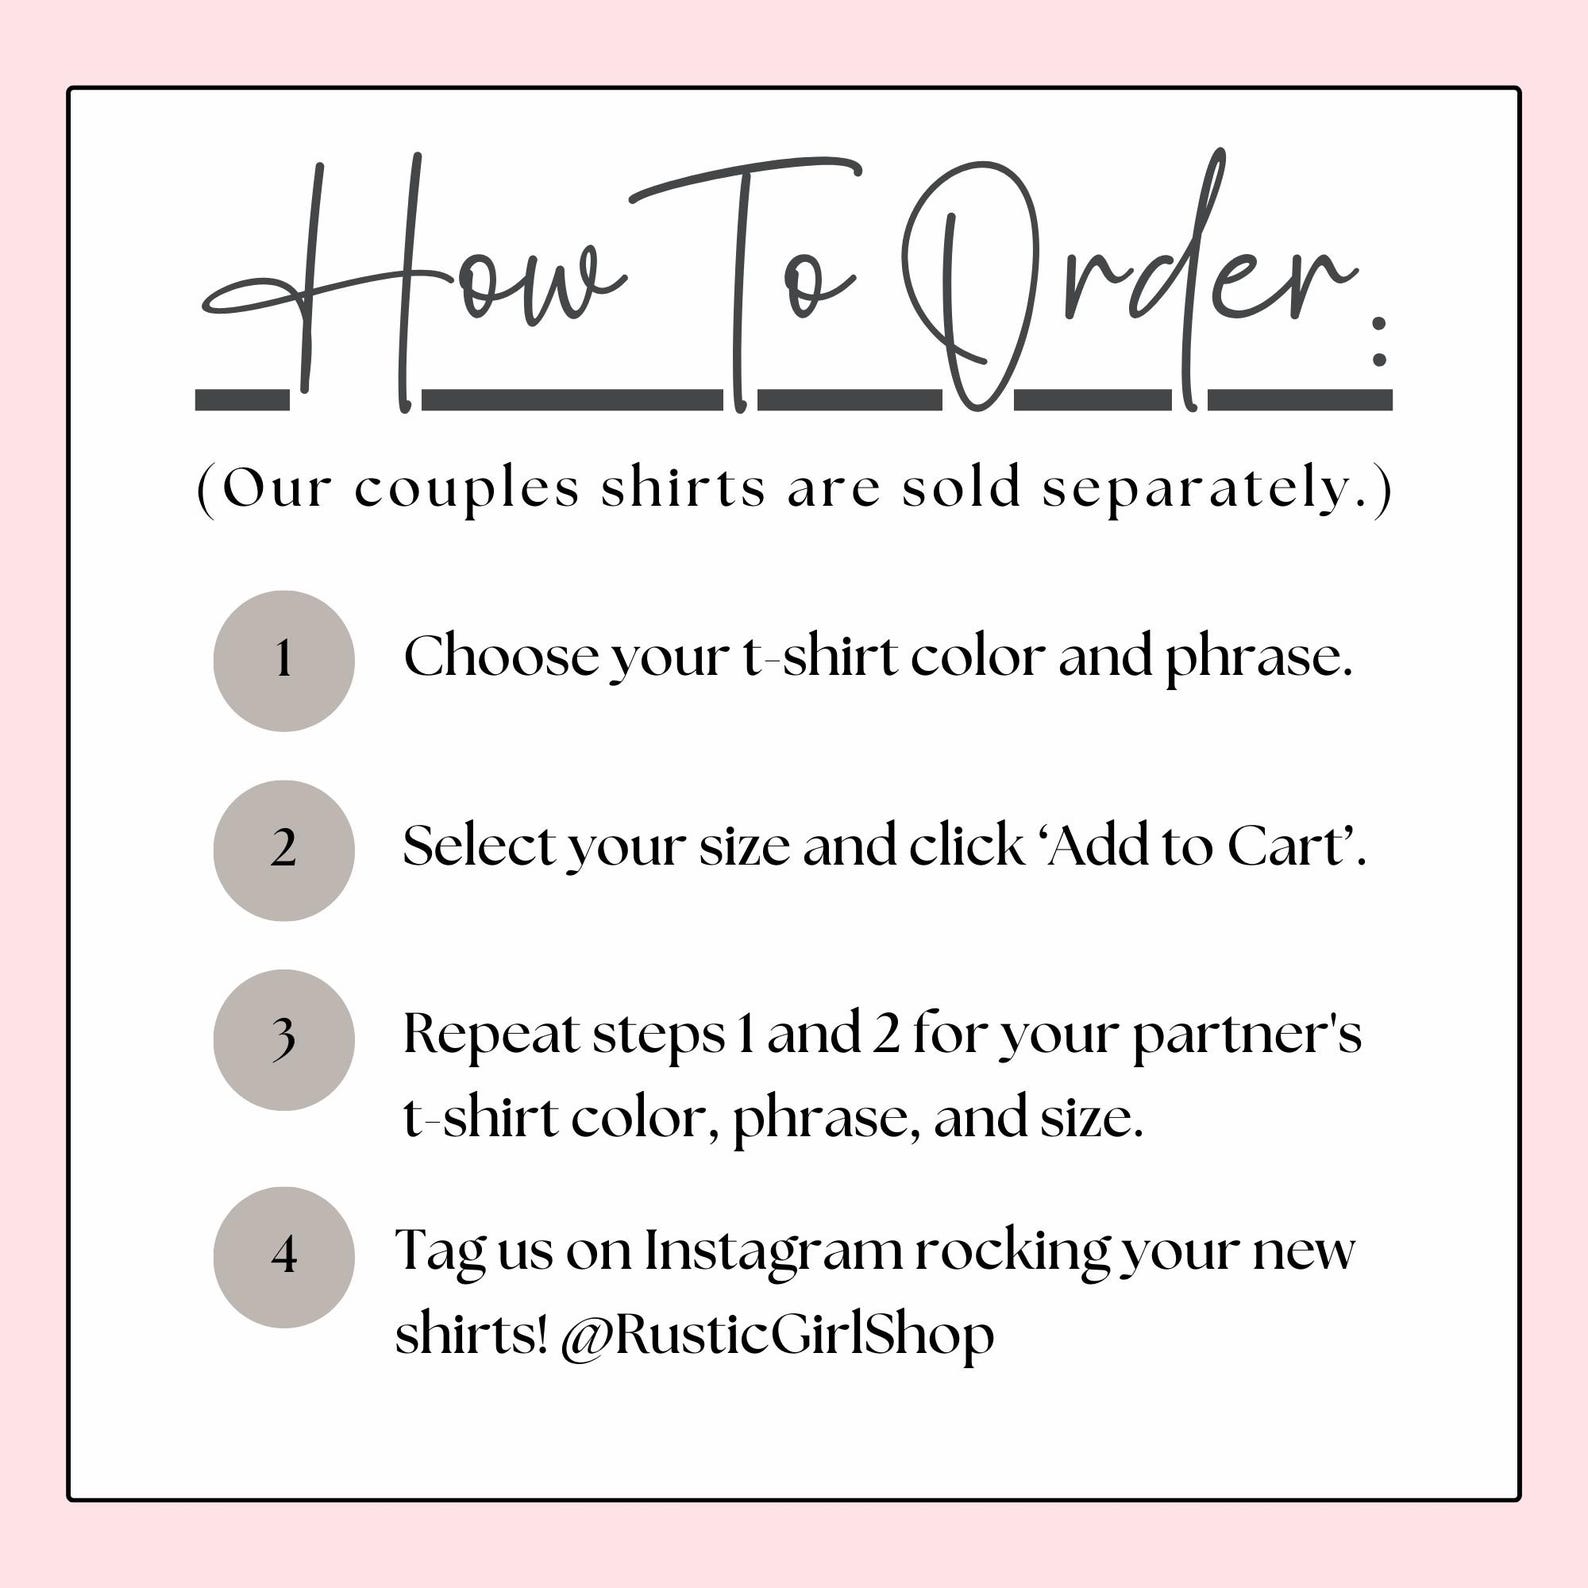 How To Order:
(Our couples shirts are sold separately.)
1 Choose your t-shirt color and phrase.
2 Select your size and click ‘Add to Cart’.
3 Repeat steps 1 and 2 for your partner's
t-shirt color, phrase, and size.
4 Tag us on Instagram rocking your new
shirts! @RusticGirlShop